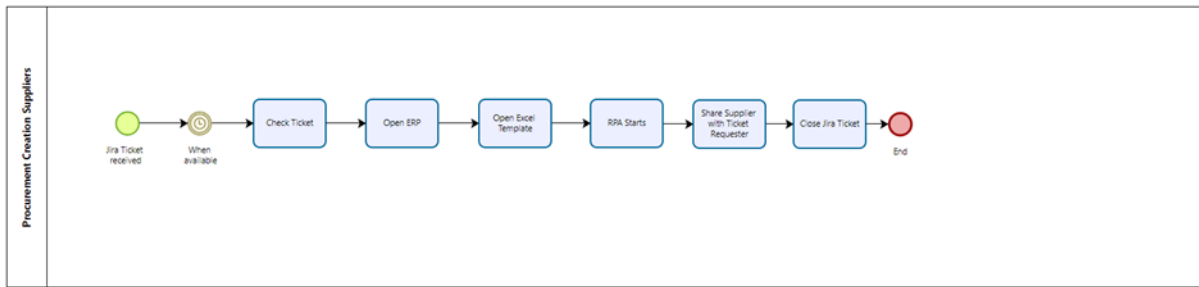 Procurement Creation Suppliers
Jira Ticket
received
When
available
Check Ticket
Open ERP
Open Excel
Template
RPA Starts
Share Supplier
with Ticket
Requester
Close Jira Ticket
End